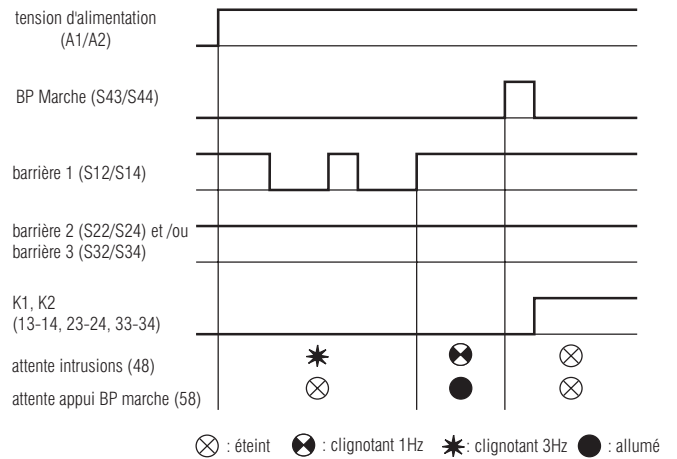 tension d'alimentation
(A1/A2)
BP Marche (S43/S44)
barrière 1 (S12/S14)
barrière 2 (S22/S24) et /ou
barrière 3 (S32/S34)
K1, K2
(13-14, 23-24, 33-34)
attente intrusions (48)
attente appui BP marche (58)
: éteint : clignotant 1Hz : clignotant 3Hz : allumé